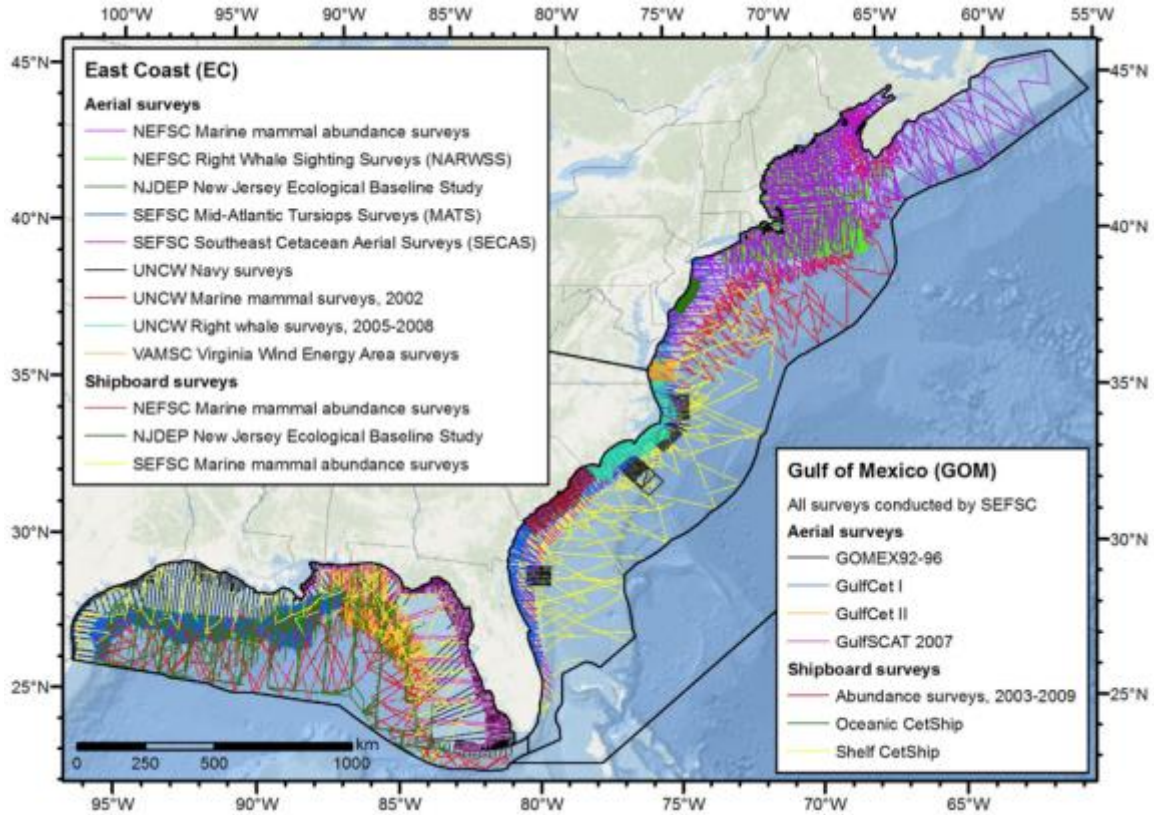 100°W 95°W 90°W 85°W 80°W 75°W 70°W 65°W 60°W 55°W
45°N
40°N
35°N
30°N
25°N
East Coast (EC)
Aerial surveys
NEFSC Marine mammal abundance surveys
NEFSC Right Whale Sighting Surveys (NARWSS)
NJDEP New Jersey Ecological Baseline Study
SEFSC Mid-Atlantic Tursiops Surveys (MATS)
SEFSC Southeast Cetacean Aerial Surveys (SECAS)
UNCW Navy surveys
UNCW Marine mammal surveys, 2002
UNCW Right whale surveys, 2005-2008
VAMSC Virginia Wind Energy Area surveys
Shipboard surveys
NEFSC Marine mammal abundance surveys
NJDEP New Jersey Ecological Baseline Study
SEFSC Marine mammal abundance surveys
45°N
40°N
35°N
30°N
25°N
Gulf of Mexico (GOM)
All surveys conducted by SEFSC
Aerial surveys
GOMEX92-96
GulfCet I
GulfCet II
GulfSCAT 2007
Shipboard surveys
Abundance surveys, 2003-2009
Oceanic CetShip
Shelf CetShip
km
0 250 500 1000
95°W 90°W 85°W 80°W 75°W 70°W 65°W